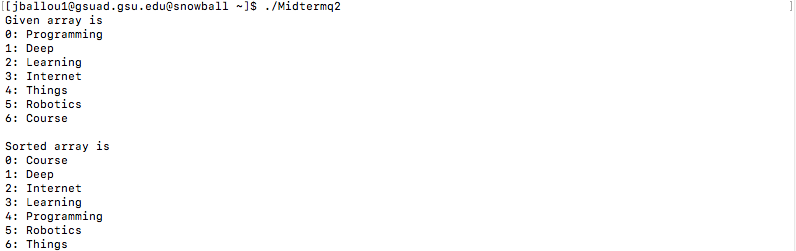 [[jballou1@gsuad.gsu.edu@snowball ~]$ ./Midtermq2 ]
Given array is
0: Programming
1: Deep
2: Learning
3: Internet
4: Things
5: Robotics
6: Course

Sorted array is
0: Course
1: Deep
2: Internet
3: Learning
4: Programming
5: Robotics
6: Things